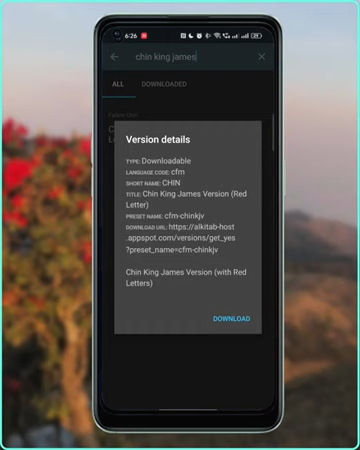 6:26
chin king james
ALL DOWNLOADED
Version details
TYPE: Downloadable
LANGUAGE CODE: cfm
SHORT NAME: CHIN
TITLE: Chin King James Version (Red
Letter)
PRESET NAME: cfm-chinkjv
DOWNLOAD URL: https://alkitab-host
.appspot.com/versions/get_yes
?preset_name=cfm-chinkjv
Chin King James Version (with Red
Letters)
DOWNLOAD